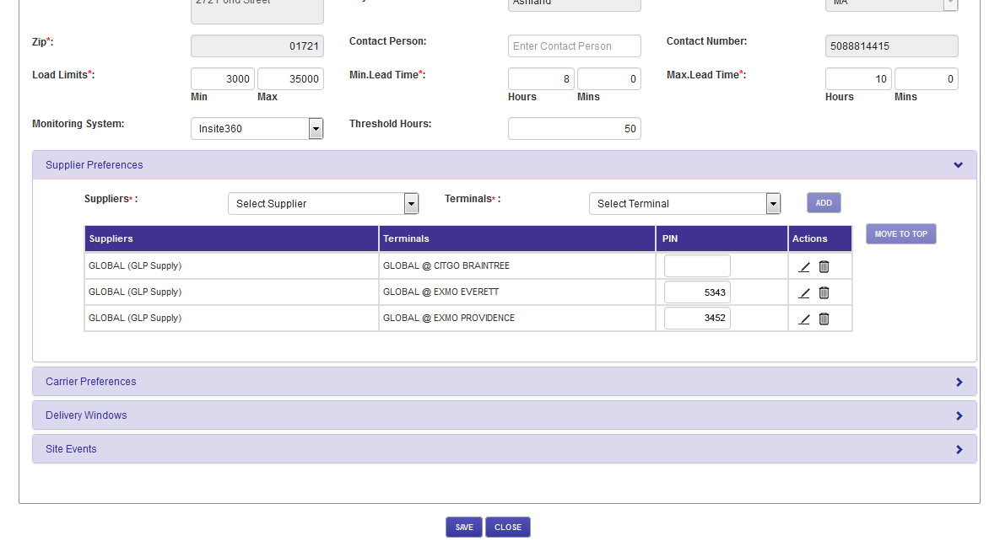 Ashland
MA
Zip*:
01721
Contact Person:
Enter Contact Person
Contact Number:
5088814415
Load Limits*:
3000
35000
Min.Lead Time*:
8
0
Max.Lead Time*:
10
0
Min
Max
Hours
Mins
Hours
Mins
Monitoring System:
Insite360
Threshold Hours:
50
Supplier Preferences
Suppliers*:
Select Supplier
Terminals*:
Select Terminal
ADD
Suppliers
Terminals
PIN
Actions
MOVE TO TOP
GLOBAL (GLP Supply)
GLOBAL @ CITGO BRAINTREE
GLOBAL (GLP Supply)
GLOBAL @ EXMO EVERETT
5343
GLOBAL (GLP Supply)
GLOBAL @ EXMO PROVIDENCE
3452
Carrier Preferences
Delivery Windows
Site Events
SAVE
CLOSE